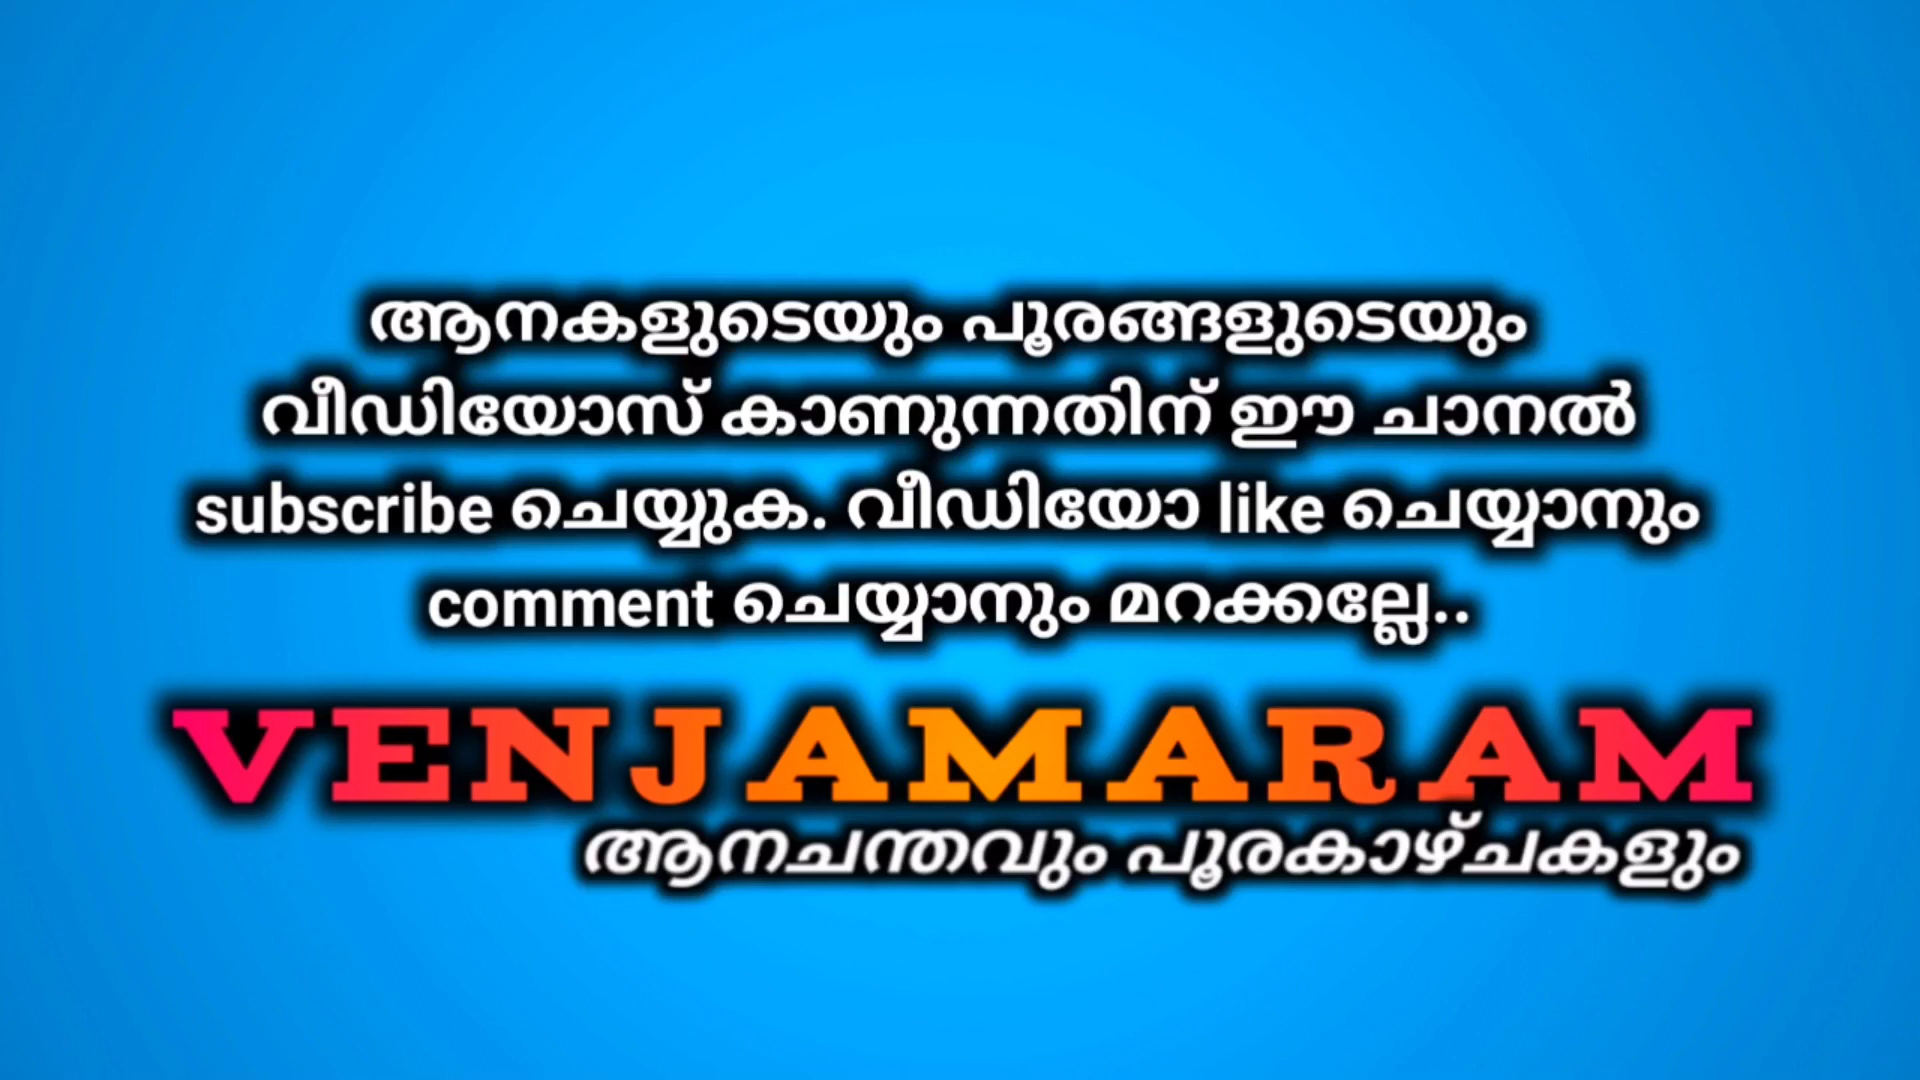 ആനകളുടെയും പൂരങ്ങളുടെയും
വീഡിയോസ് കാണുന്നതിന് ഈ ചാനൽ
subscribe ചെയ്യുക. വീഡിയോ like ചെയ്യാനും
comment ചെയ്യാനും മറക്കല്ലേ..
VENJAMARAM
ആനചന്തവും പൂരകാഴ്ചകളും